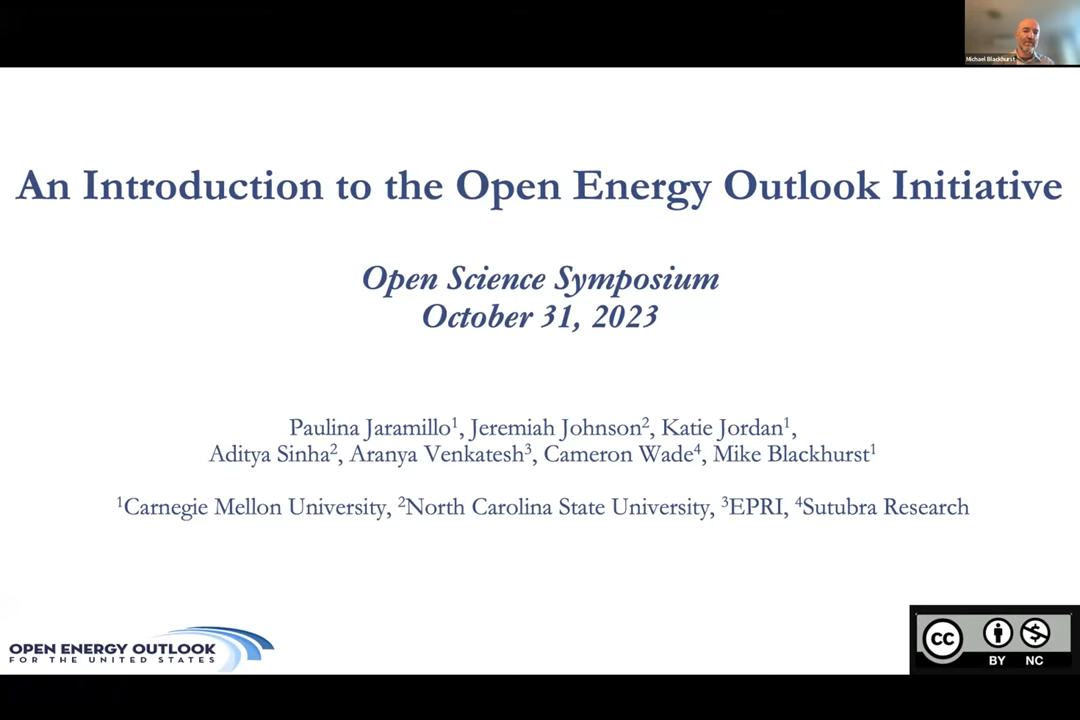 Michael Blackhurst
An Introduction to the Open Energy Outlook Initiative
Open Science Symposium
October 31, 2023
Paulina Jaramillo¹, Jeremiah Johnson², Katie Jordan¹,
Aditya Sinha², Aranya Venkatesh³, Cameron Wade⁴, Mike Blackhurst¹
¹Carnegie Mellon University, ²North Carolina State University, ³EPRI, ⁴Sutubra Research
OPEN ENERGY OUTLOOK
FOR THE UNITED STATES
cc
BY NC